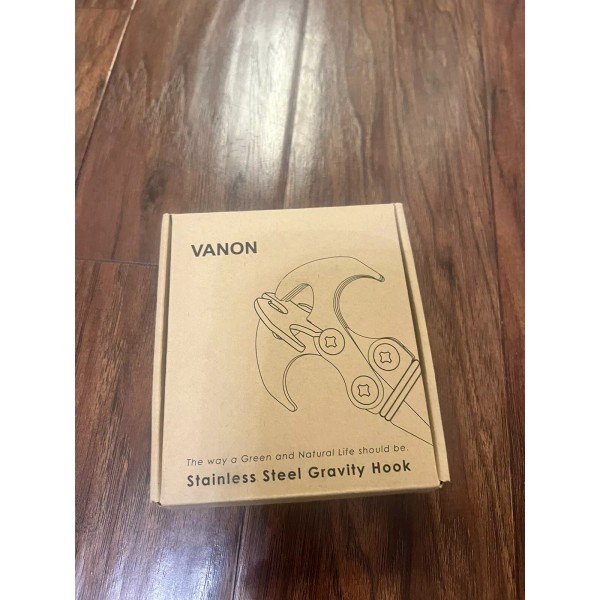 VANON
The way a Green and Natural Life should be.
Stainless Steel Gravity Hook